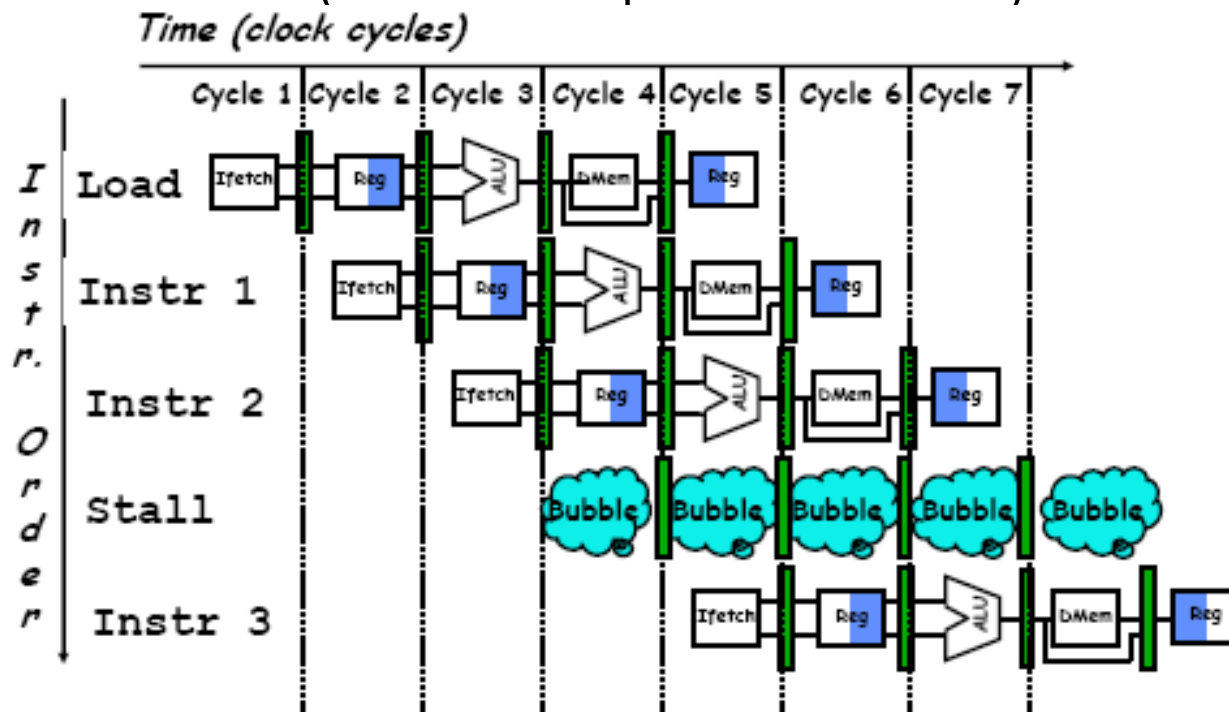 Time (clock cycles)
Cycle 1 Cycle 2 Cycle 3 Cycle 4 Cycle 5 Cycle 6 Cycle 7
Instr. Order
Load Ifetch Reg ALU DMem Reg
Instr 1 Ifetch Reg ALU DMem Reg
Instr 2 Ifetch Reg ALU DMem Reg
Stall Bubble Bubble Bubble Bubble Bubble
Instr 3 Ifetch Reg ALU DMem Reg